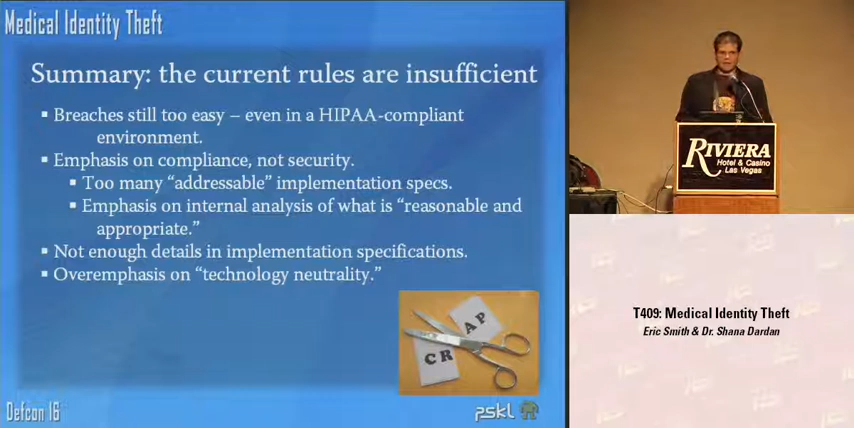 Medical Identity Theft
Summary: the current rules are insufficient
▪ Breaches still too easy – even in a HIPAA-compliant
environment.
▪ Emphasis on compliance, not security.
▪ Too many “addressable” implementation specs.
▪ Emphasis on internal analysis of what is “reasonable and
appropriate.”
▪ Not enough details in implementation specifications.
▪ Overemphasis on “technology neutrality.”
CR
AP
Defcon 16
pskl
RIVIERA
Hotel & Casino
Las Vegas
T409: Medical Identity Theft
Eric Smith & Dr. Shana Dardan